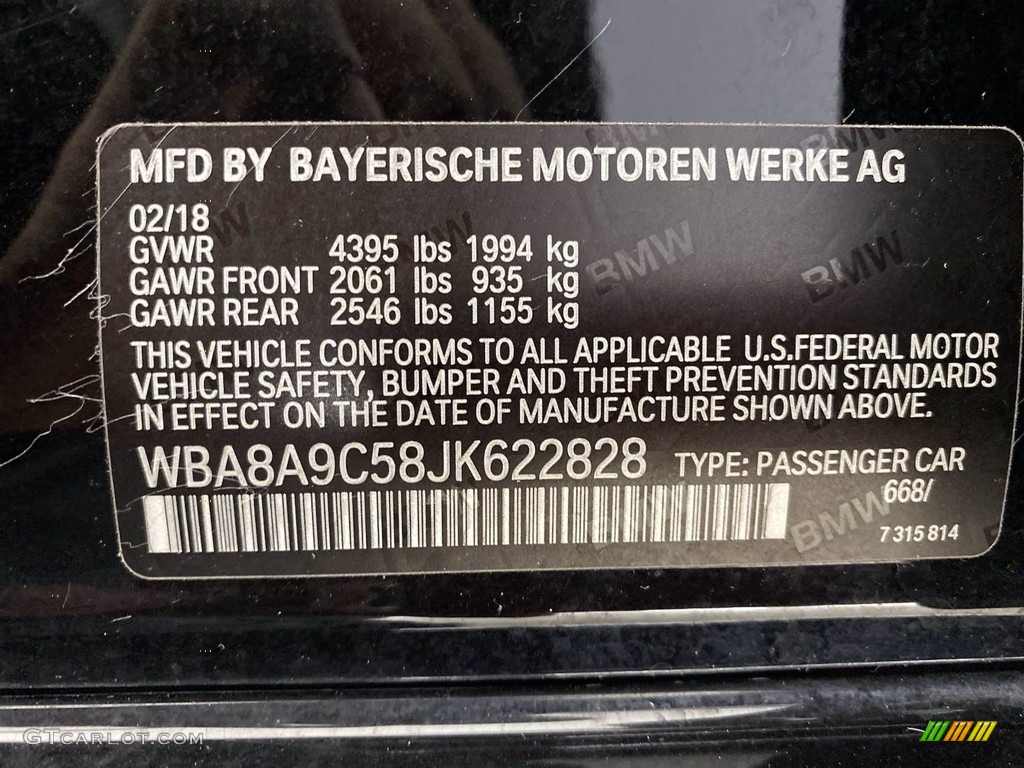 MFD BY BAYERISCHE MOTOREN WERKE AG
02/18
GVWR 4395 lbs 1994 kg
GAWR FRONT 2061 lbs 935 kg
GAWR REAR 2546 lbs 1155 kg
THIS VEHICLE CONFORMS TO ALL APPLICABLE U.S.FEDERAL MOTOR
VEHICLE SAFETY, BUMPER AND THEFT PREVENTION STANDARDS
IN EFFECT ON THE DATE OF MANUFACTURE SHOWN ABOVE.
WBA8A9C58JK622828 TYPE: PASSENGER CAR
668/
7 315 814
BMW
BMW
BMW
GTCarLot.com